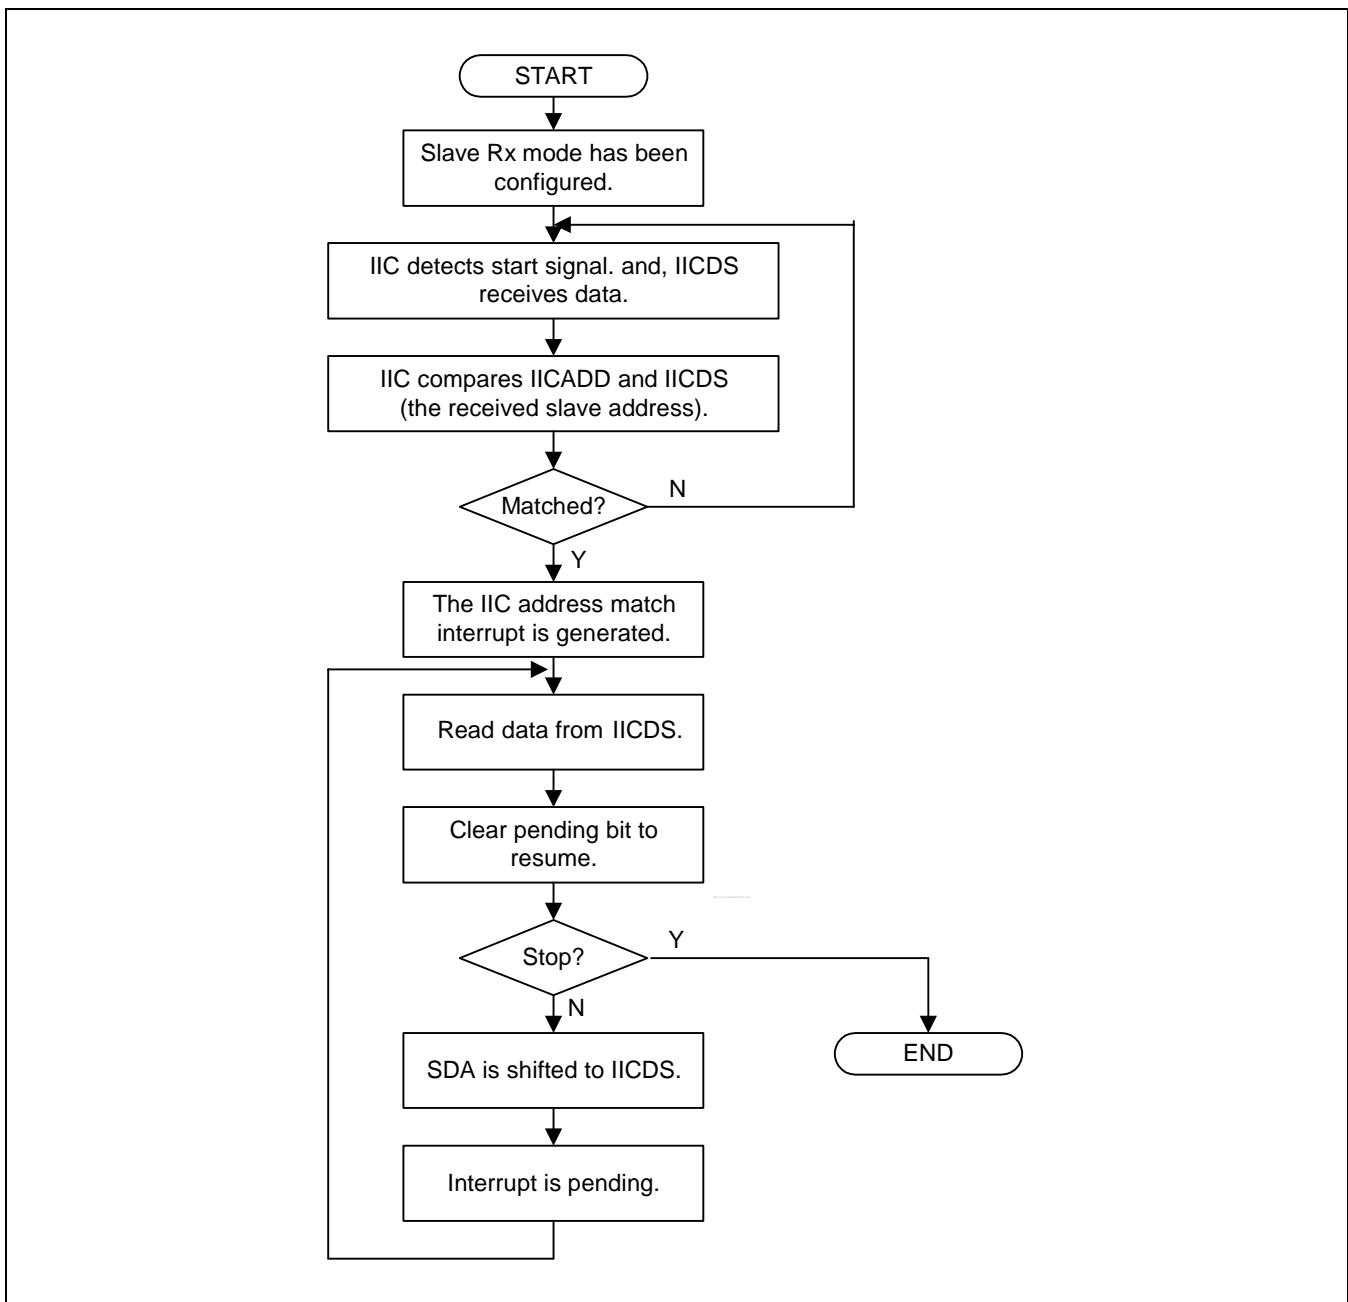 START
Slave Rx mode has been
configured.
IIC detects start signal. and, IICDS
receives data.
IIC compares IICADD and IICDS
(the received slave address).
Matched?
N
Y
The IIC address match
interrupt is generated.
Read data from IICDS.
Clear pending bit to
resume.
Stop?
Y
N
SDA is shifted to IICDS.
END
Interrupt is pending.